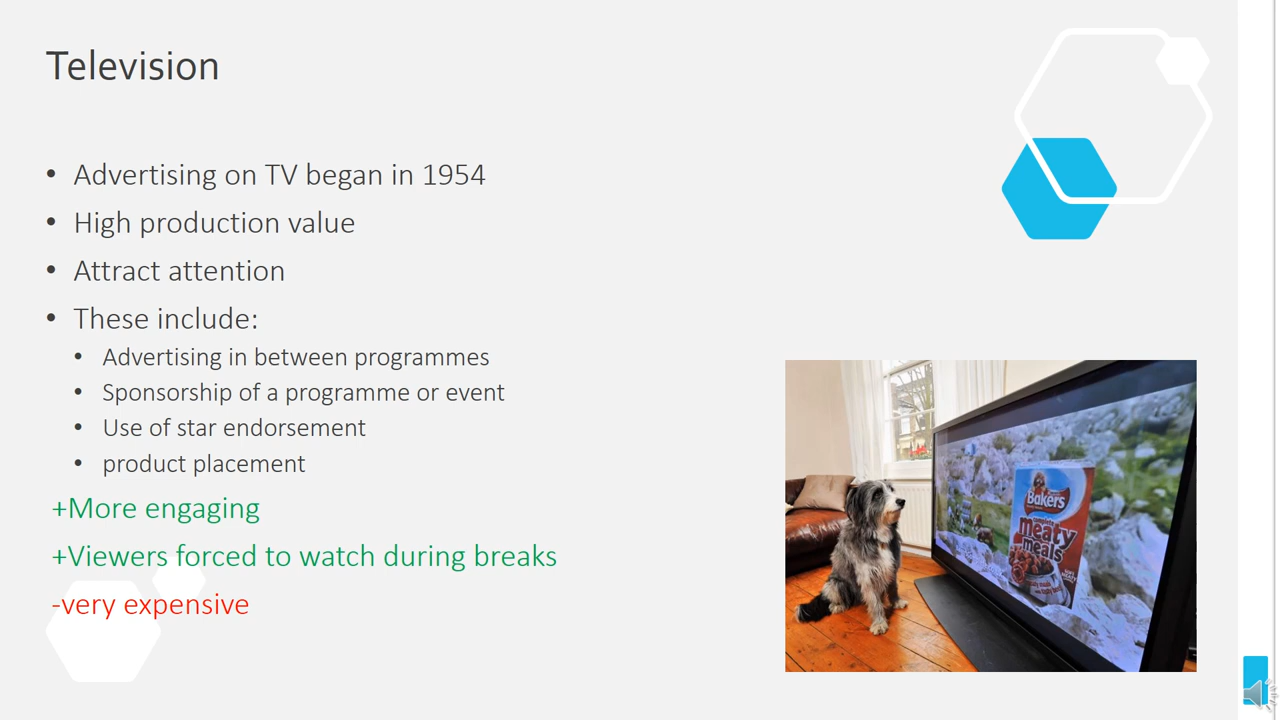 Television
• Advertising on TV began in 1954
• High production value
• Attract attention
• These include:
• Advertising in between programmes
• Sponsorship of a programme or event
• Use of star endorsement
• product placement
+More engaging
+Viewers forced to watch during breaks
-very expensive
Bakers
meaty
meals